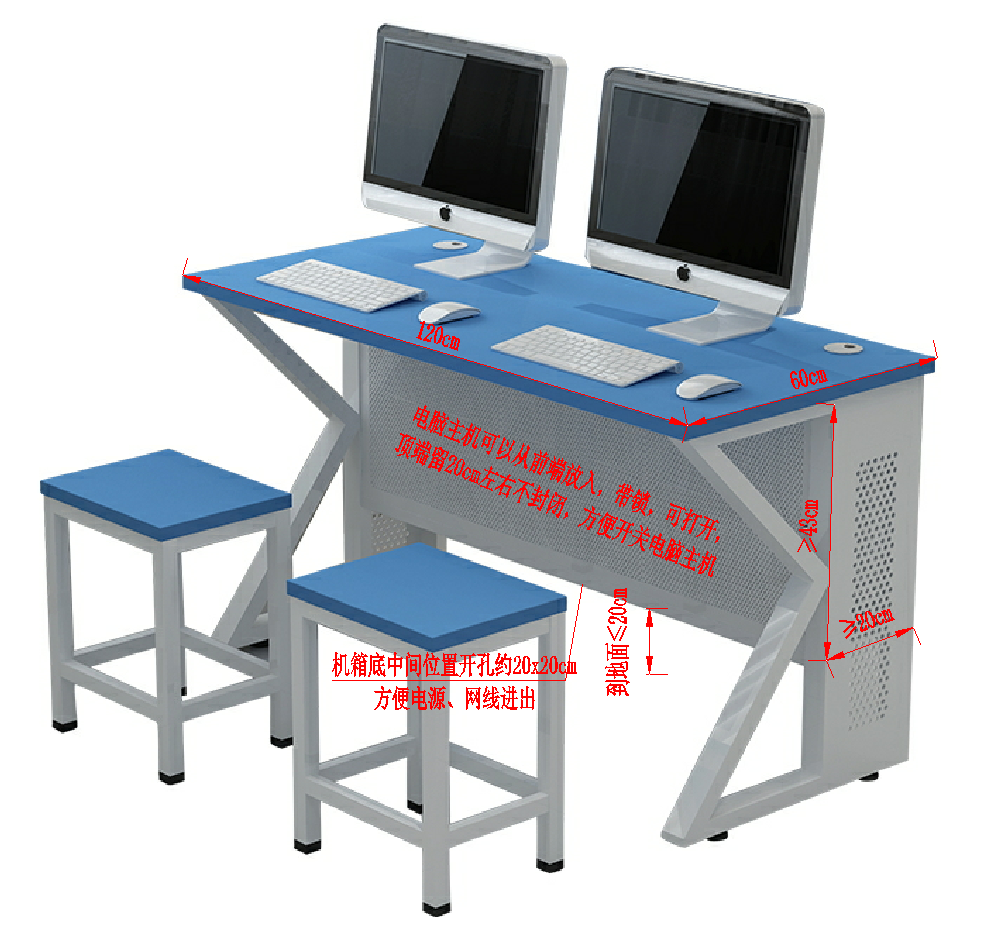 120cm
60cm
电脑主机可以从前端放入，带锁，可打开，
顶端留20cm左右不封闭，方便开关电脑主机
≥43cm
≥20cm
到地面≤20cm
机箱底中间位置开孔约20x20cm
方便电源、网线进出